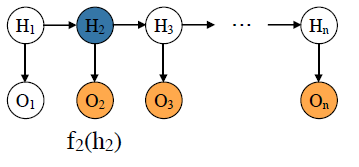 H₁ H₂ H₃ ... Hₙ
O₁ O₂ O₃ Oₙ
f₂(h₂)